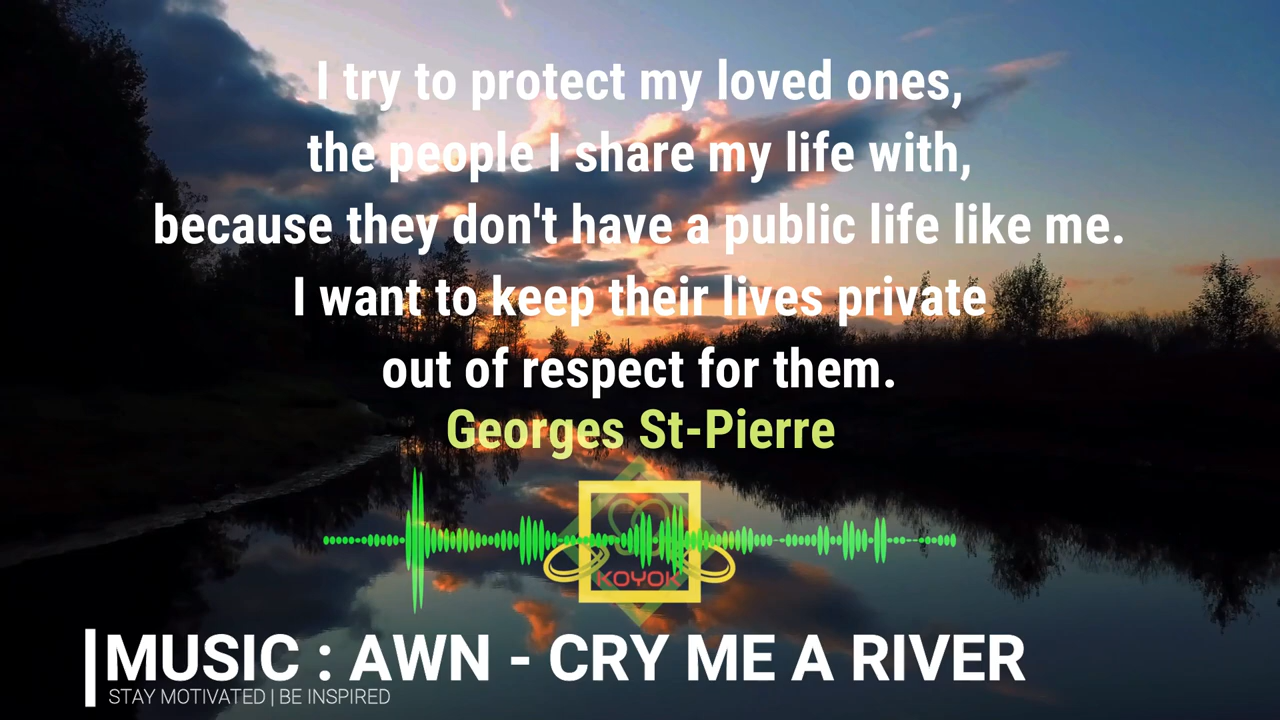 I try to protect my loved ones,
the people I share my life with,
because they don't have a public life like me.
I want to keep their lives private
out of respect for them.
Georges St-Pierre
KOYOK
MUSIC : AWN - CRY ME A RIVER
STAY MOTIVATED | BE INSPIRED